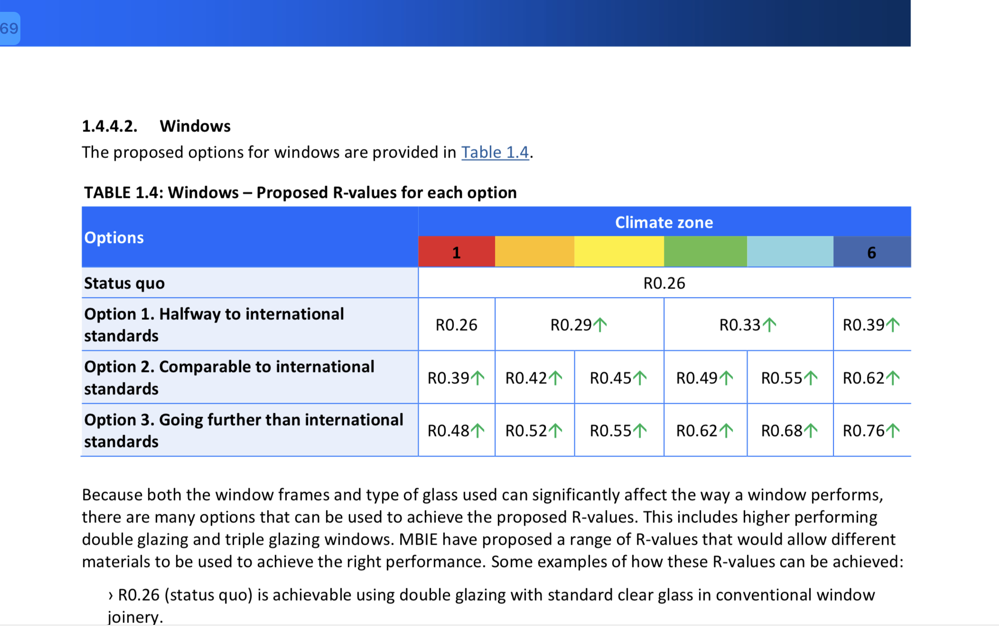 69
1.4.4.2. Windows
The proposed options for windows are provided in Table 1.4.
TABLE 1.4: Windows – Proposed R-values for each option
Options
Climate zone
1 6
Status quo R0.26
Option 1. Halfway to international
standards
R0.26 R0.29↑ R0.33↑ R0.39↑
Option 2. Comparable to international
standards
R0.39↑ R0.42↑ R0.45↑ R0.49↑ R0.55↑ R0.62↑
Option 3. Going further than international
standards
R0.48↑ R0.52↑ R0.55↑ R0.62↑ R0.68↑ R0.76↑
Because both the window frames and type of glass used can significantly affect the way a window performs,
there are many options that can be used to achieve the proposed R-values. This includes higher performing
double glazing and triple glazing windows. MBIE have proposed a range of R-values that would allow different
materials to be used to achieve the right performance. Some examples of how these R-values can be achieved:
› R0.26 (status quo) is achievable using double glazing with standard clear glass in conventional window
joinery.